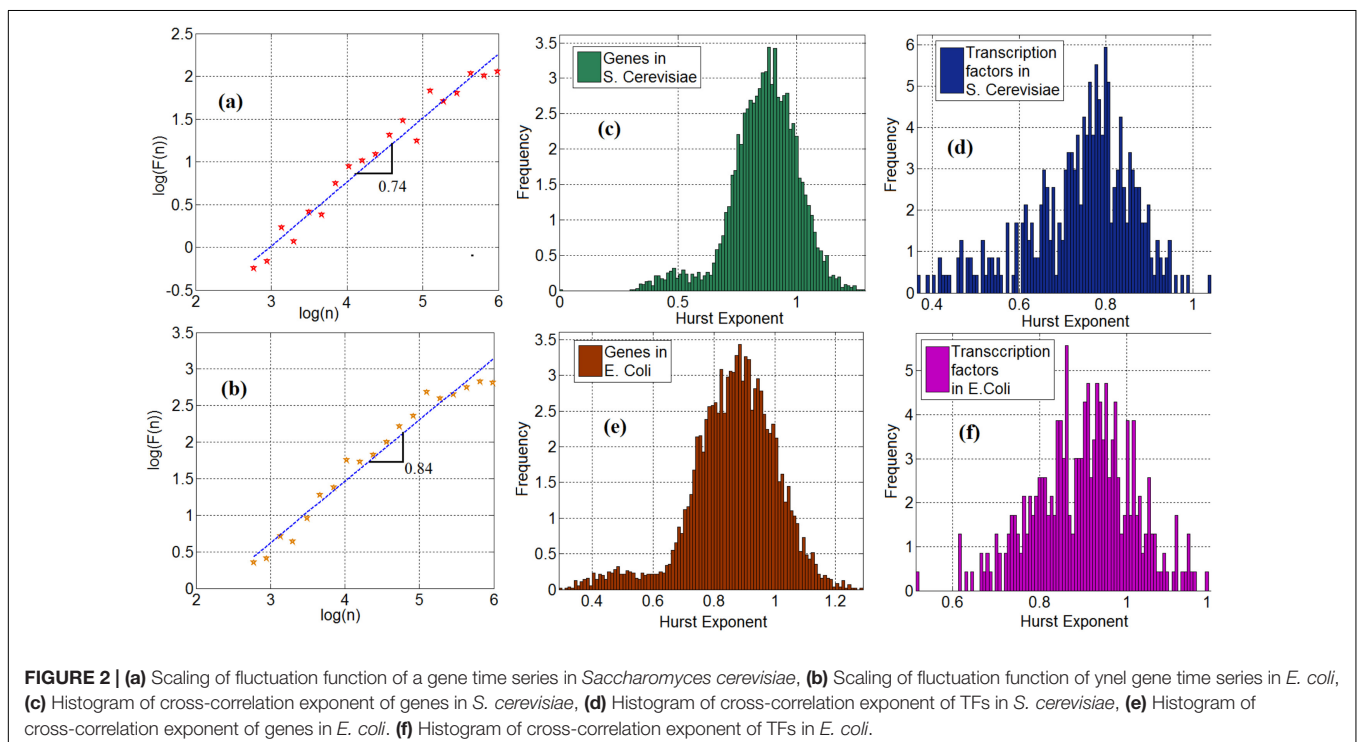 2.5
2
1.5
1
0.5
0
-0.5
log(F(n))
(a)
0.74
2
3
4
5
6
log(n)
3.5
3
2.5
2
1.5
1
0.5
0
Frequency
Genes in
S. Cerevisiae
(c)
0
0.5
1
Hurst Exponent
6
5
4
3
2
1
0
Frequency
Transcription
factors in
S. Cerevisiae
(d)
0.4
0.6
0.8
1
Hurst Exponent
3.5
3
2.5
2
1.5
1
0.5
0
log(F(n))
(b)
0.84
2
3
4
5
6
log(n)
3.5
3
2.5
2
1.5
1
0.5
0
Frequency
Genes in
E. Coli
(e)
0.4
0.6
0.8
1
1.2
Hurst Exponent
5
4
3
2
1
0
Frequency
Transccription
factors
in E.Coli
(f)
0.6
0.8
1
1
Hurst Exponent
FIGURE 2 | (a) Scaling of fluctuation function of a gene time series in Saccharomyces cerevisiae, (b) Scaling of fluctuation function of ynel gene time series in E. coli,
(c) Histogram of cross-correlation exponent of genes in S. cerevisiae, (d) Histogram of cross-correlation exponent of TFs in S. cerevisiae, (e) Histogram of
cross-correlation exponent of genes in E. coli. (f) Histogram of cross-correlation exponent of TFs in E. coli.